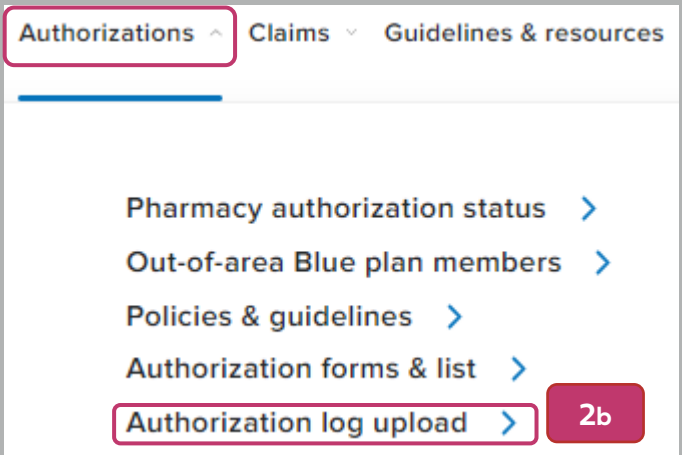 Authorizations Claims Guidelines & resources
Pharmacy authorization status
Out-of-area Blue plan members
Policies & guidelines
Authorization forms & list
Authorization log upload 2b